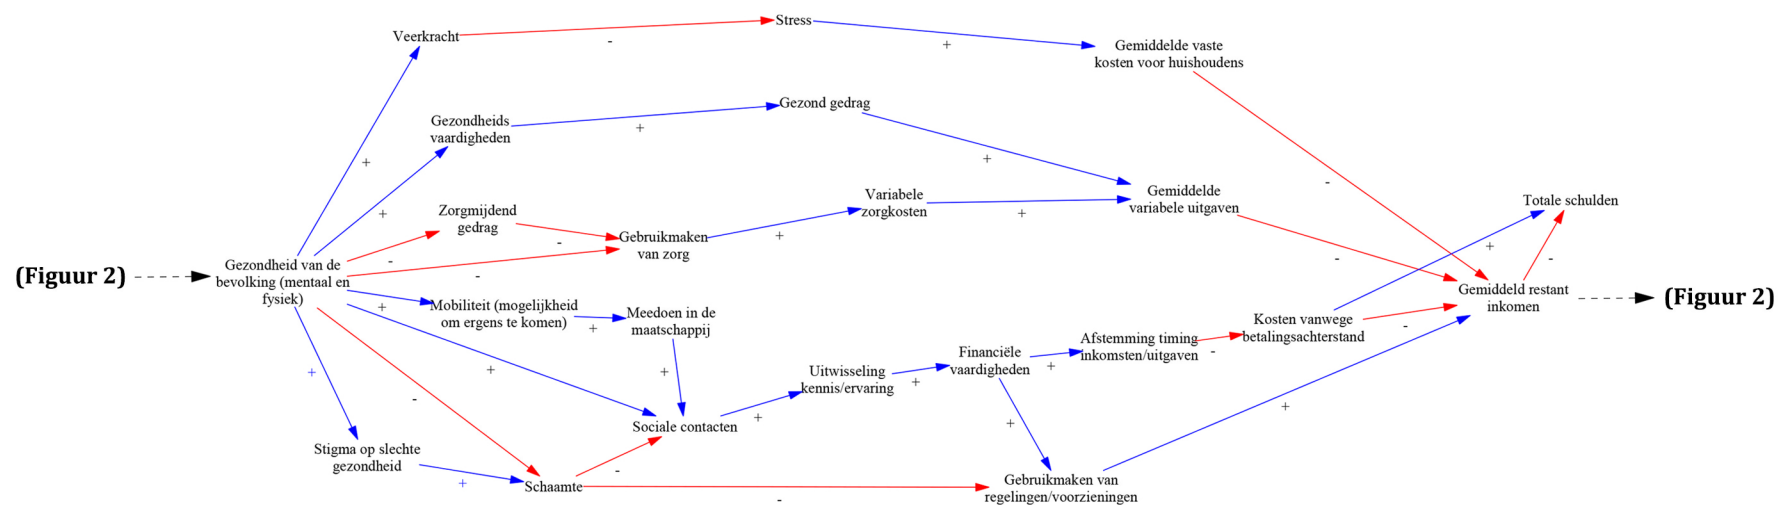 Stress
Veerkracht
-
+
Gemiddelde vaste
kosten voor huishoudens
Gezond gedrag
Gezondheids
vaardigheden
+
+
+
-
Variabele
zorgkosten
Gemiddelde
variabele uitgaven
Totale schulden
Zorgmijdend
gedrag
+
+
Gebruikmaken
van zorg
-
+
+
-
-
-
-
(Figuur 2)
Gezondheid van de
bevolking (mentaal en
fysiek)
-
Gemiddeld restant
inkomen
(Figuur 2)
+
Mobiliteit (mogelijkheid
om ergens te komen)
+
Meedoen in de
maatschappij
Kosten vanwege
betalingsachterstand
-
Afstemming timing
inkomsten/uitgaven
-
Financiële
vaardigheden
+
Uitwisseling
kennis/ervaring
+
+
+
+
-
+
+
+
Sociale contacten
Stigma op slechte
gezondheid
+
-
Schaamte
-
Gebruikmaken van
regelingen/voorzieningen